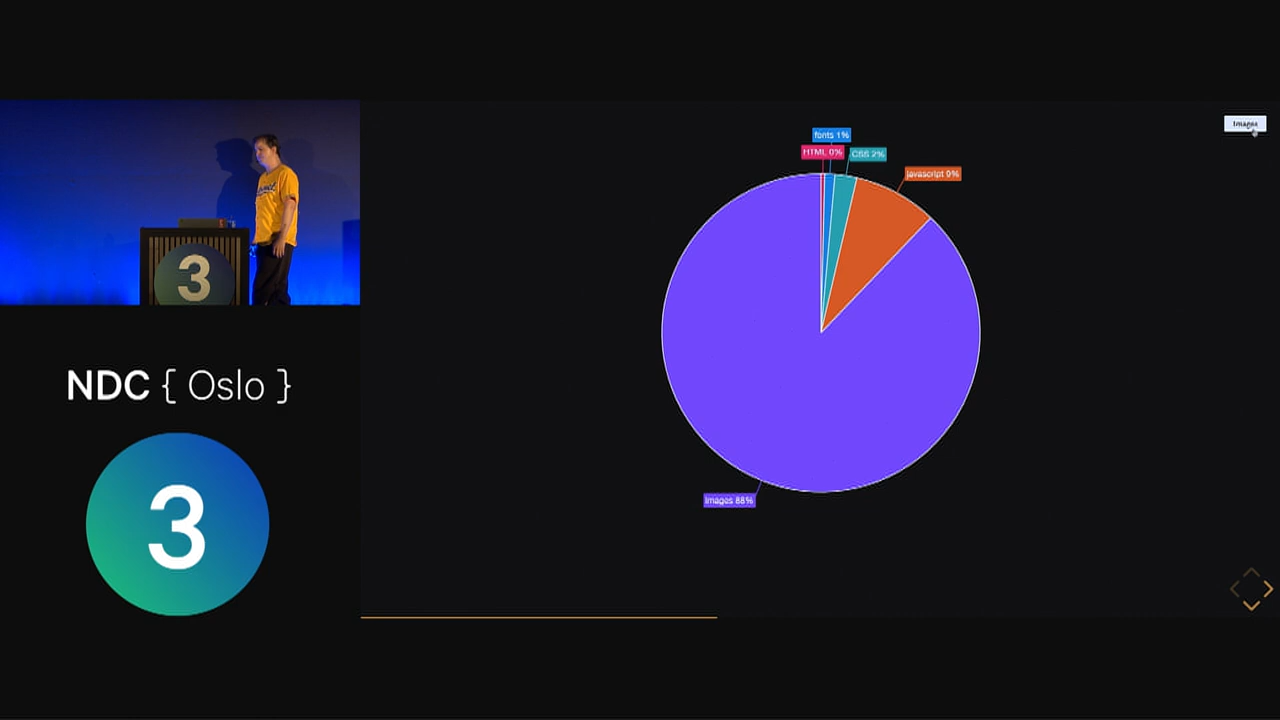 3
NDC { Oslo }
3
Images
fonts 1%
HTML 0%
CSS 2%
javascript 9%
Images 88%